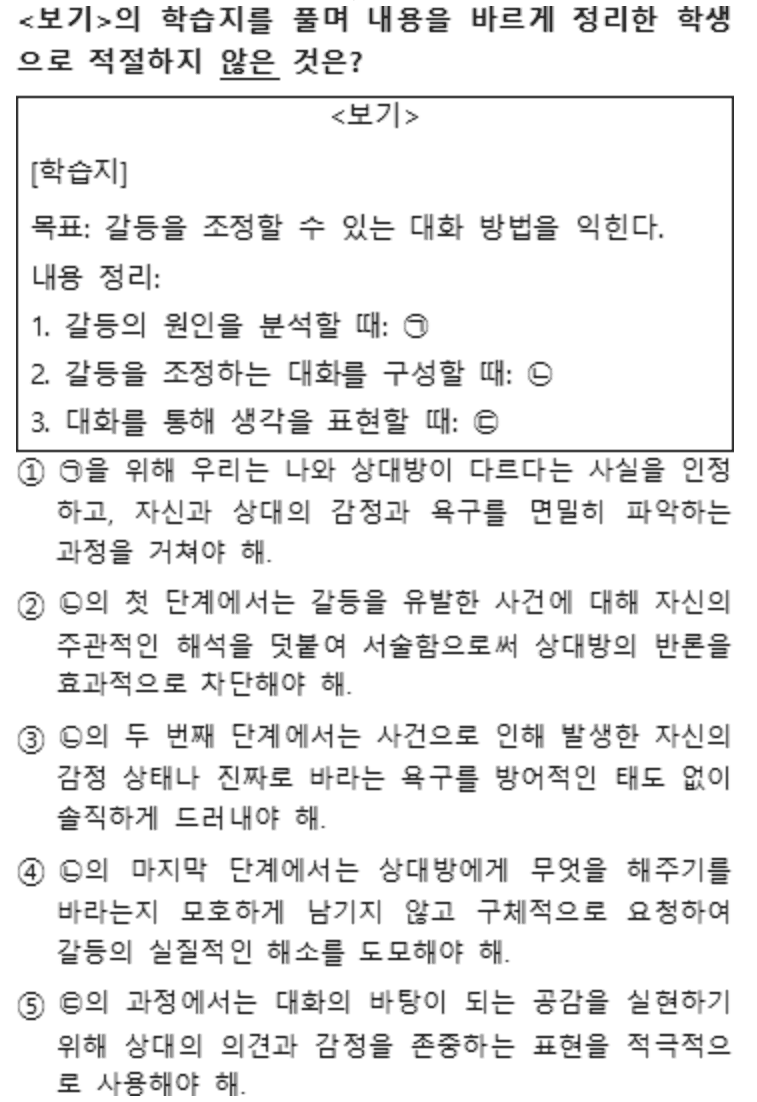 <보기>의 학습지를 풀며 내용을 바르게 정리한 학생
으로 적절하지 않은 것은?
<보기>
[학습지]
목표: 갈등을 조정할 수 있는 대화 방법을 익힌다.
내용 정리:
1. 갈등의 원인을 분석할 때: ㉠
2. 갈등을 조정하는 대화를 구성할 때: ㉡
3. 대화를 통해 생각을 표현할 때: ㉢
① ㉠을 위해 우리는 나와 상대방이 다르다는 사실을 인정
하고, 자신과 상대의 감정과 욕구를 면밀히 파악하는
과정을 거쳐야 해.
② ㉡의 첫 단계에서는 갈등을 유발한 사건에 대해 자신의
주관적인 해석을 덧붙여 서술함으로써 상대방의 반론을
효과적으로 차단해야 해.
③ ㉡의 두 번째 단계에서는 사건으로 인해 발생한 자신의
감정 상태나 진짜로 바라는 욕구를 방어적인 태도 없이
솔직하게 드러내야 해.
④ ㉡의 마지막 단계에서는 상대방에게 무엇을 해주기를
바라는지 모호하게 남기지 않고 구체적으로 요청하여
갈등의 실질적인 해소를 도모해야 해.
⑤ ㉢의 과정에서는 대화의 바탕이 되는 공감을 실현하기
위해 상대의 의견과 감정을 존중하는 표현을 적극적으
로 사용해야 해.